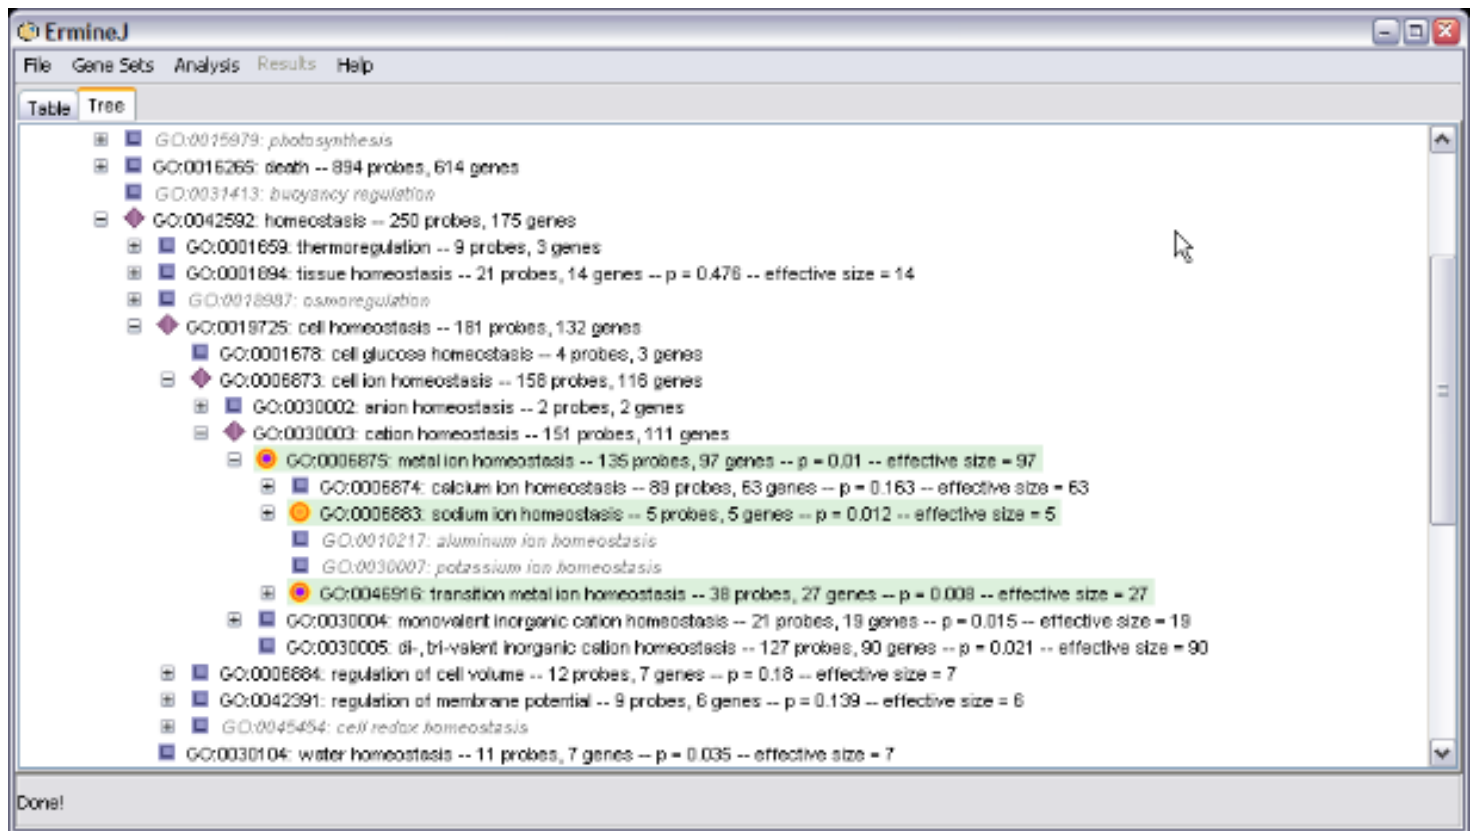 ErmineJ
File Gene Sets Analysis Results Help
Table Tree
GO:0015979: photosynthesis
GO:0016265: death -- 894 probes, 614 genes
GO:0031413: buoyancy regulation
GO:0042592: homeostasis -- 250 probes, 175 genes
GO:0001659: thermoregulation -- 9 probes, 3 genes
GO:0001894: tissue homeostasis -- 21 probes, 14 genes -- p = 0.476 -- effective size = 14
GO:0018987: osmoregulation
GO:0019725: cell homeostasis -- 181 probes, 132 genes
GO:0001678: cell glucose homeostasis -- 4 probes, 3 genes
GO:0006873: cell ion homeostasis -- 158 probes, 116 genes
GO:0030002: anion homeostasis -- 2 probes, 2 genes
GO:0030003: cation homeostasis -- 151 probes, 111 genes
GO:0006875: metal ion homeostasis -- 135 probes, 97 genes -- p = 0.01 -- effective size = 97
GO:0006874: calcium ion homeostasis -- 89 probes, 63 genes -- p = 0.163 -- effective size = 63
GO:0006883: sodium ion homeostasis -- 5 probes, 5 genes -- p = 0.012 -- effective size = 5
GO:0010217: aluminum ion homeostasis
GO:0030007: potassium ion homeostasis
GO:0046916: transition metal ion homeostasis -- 38 probes, 27 genes -- p = 0.008 -- effective size = 27
GO:0030004: monovalent inorganic cation homeostasis -- 21 probes, 19 genes -- p = 0.015 -- effective size = 19
GO:0030005: di-, tri-valent inorganic cation homeostasis -- 127 probes, 90 genes -- p = 0.021 -- effective size = 90
GO:0006884: regulation of cell volume -- 12 probes, 7 genes -- p = 0.18 -- effective size = 7
GO:0042391: regulation of membrane potential -- 9 probes, 6 genes -- p = 0.139 -- effective size = 6
GO:0045454: cell redox homeostasis
GO:0030104: water homeostasis -- 11 probes, 7 genes -- p = 0.035 -- effective size = 7
Done!